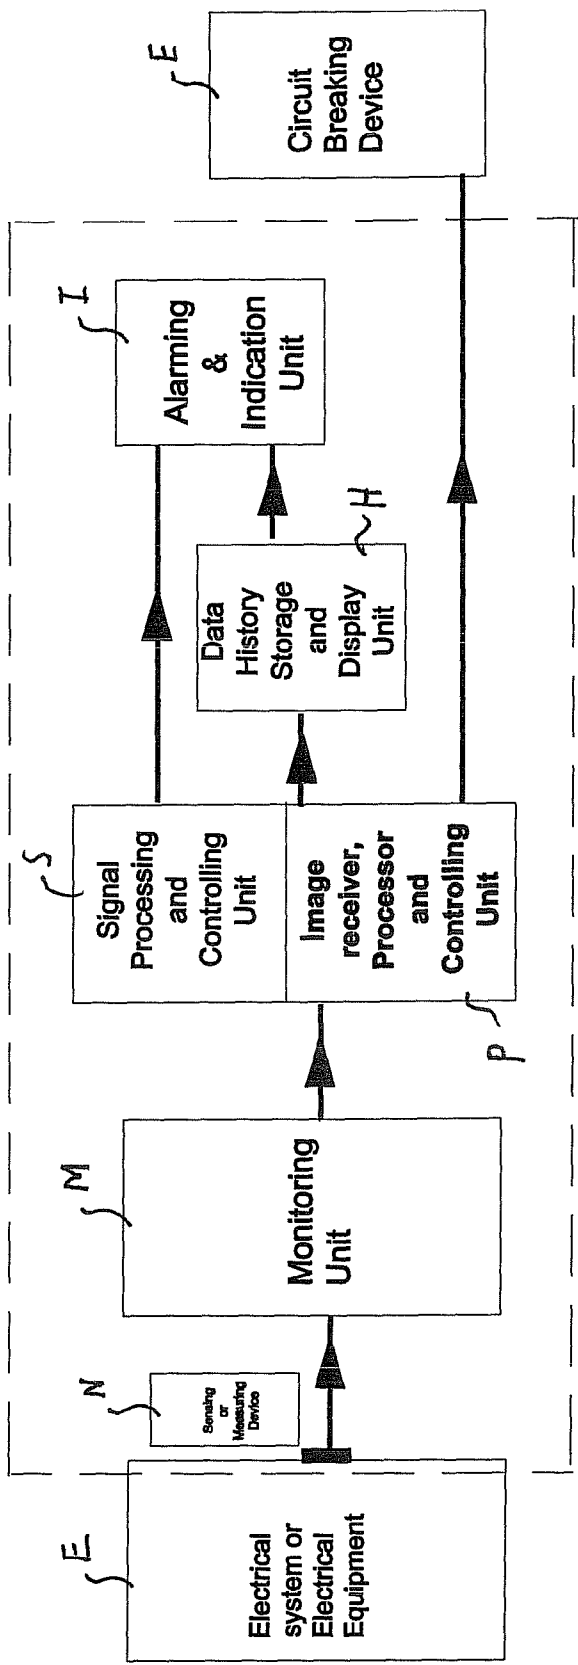 E
Electrical
system or
Electrical
Equipment
N
Sensing
or
Measuring
Device
M
Monitoring
Unit
S
Signal
Processing
and
Controlling
Unit
Image
receiver,
Processor
and
Controlling
Unit
P
Data
History
Storage
and
Display
Unit
H
I
Alarming
&
Indication
Unit
E
Circuit
Breaking
Device